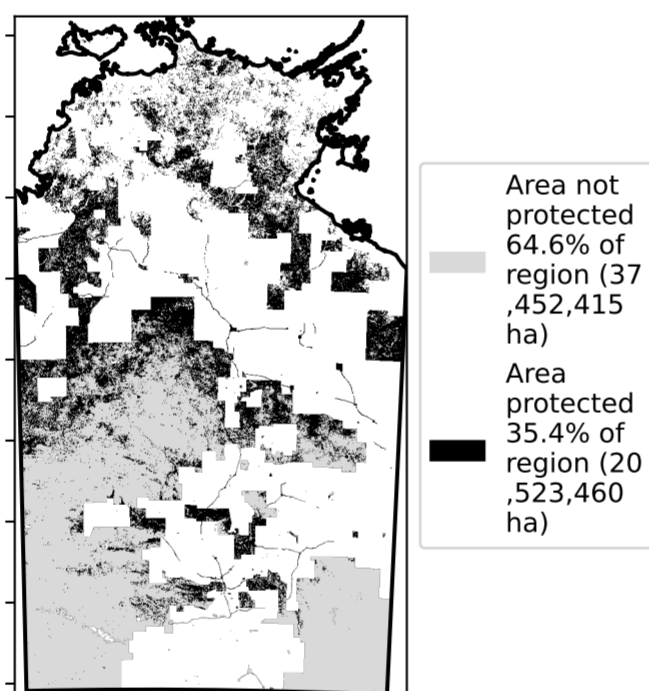 Area not
protected
64.6% of
region (37
,452,415
ha)
Area
protected
35.4% of
region (20
,523,460
ha)